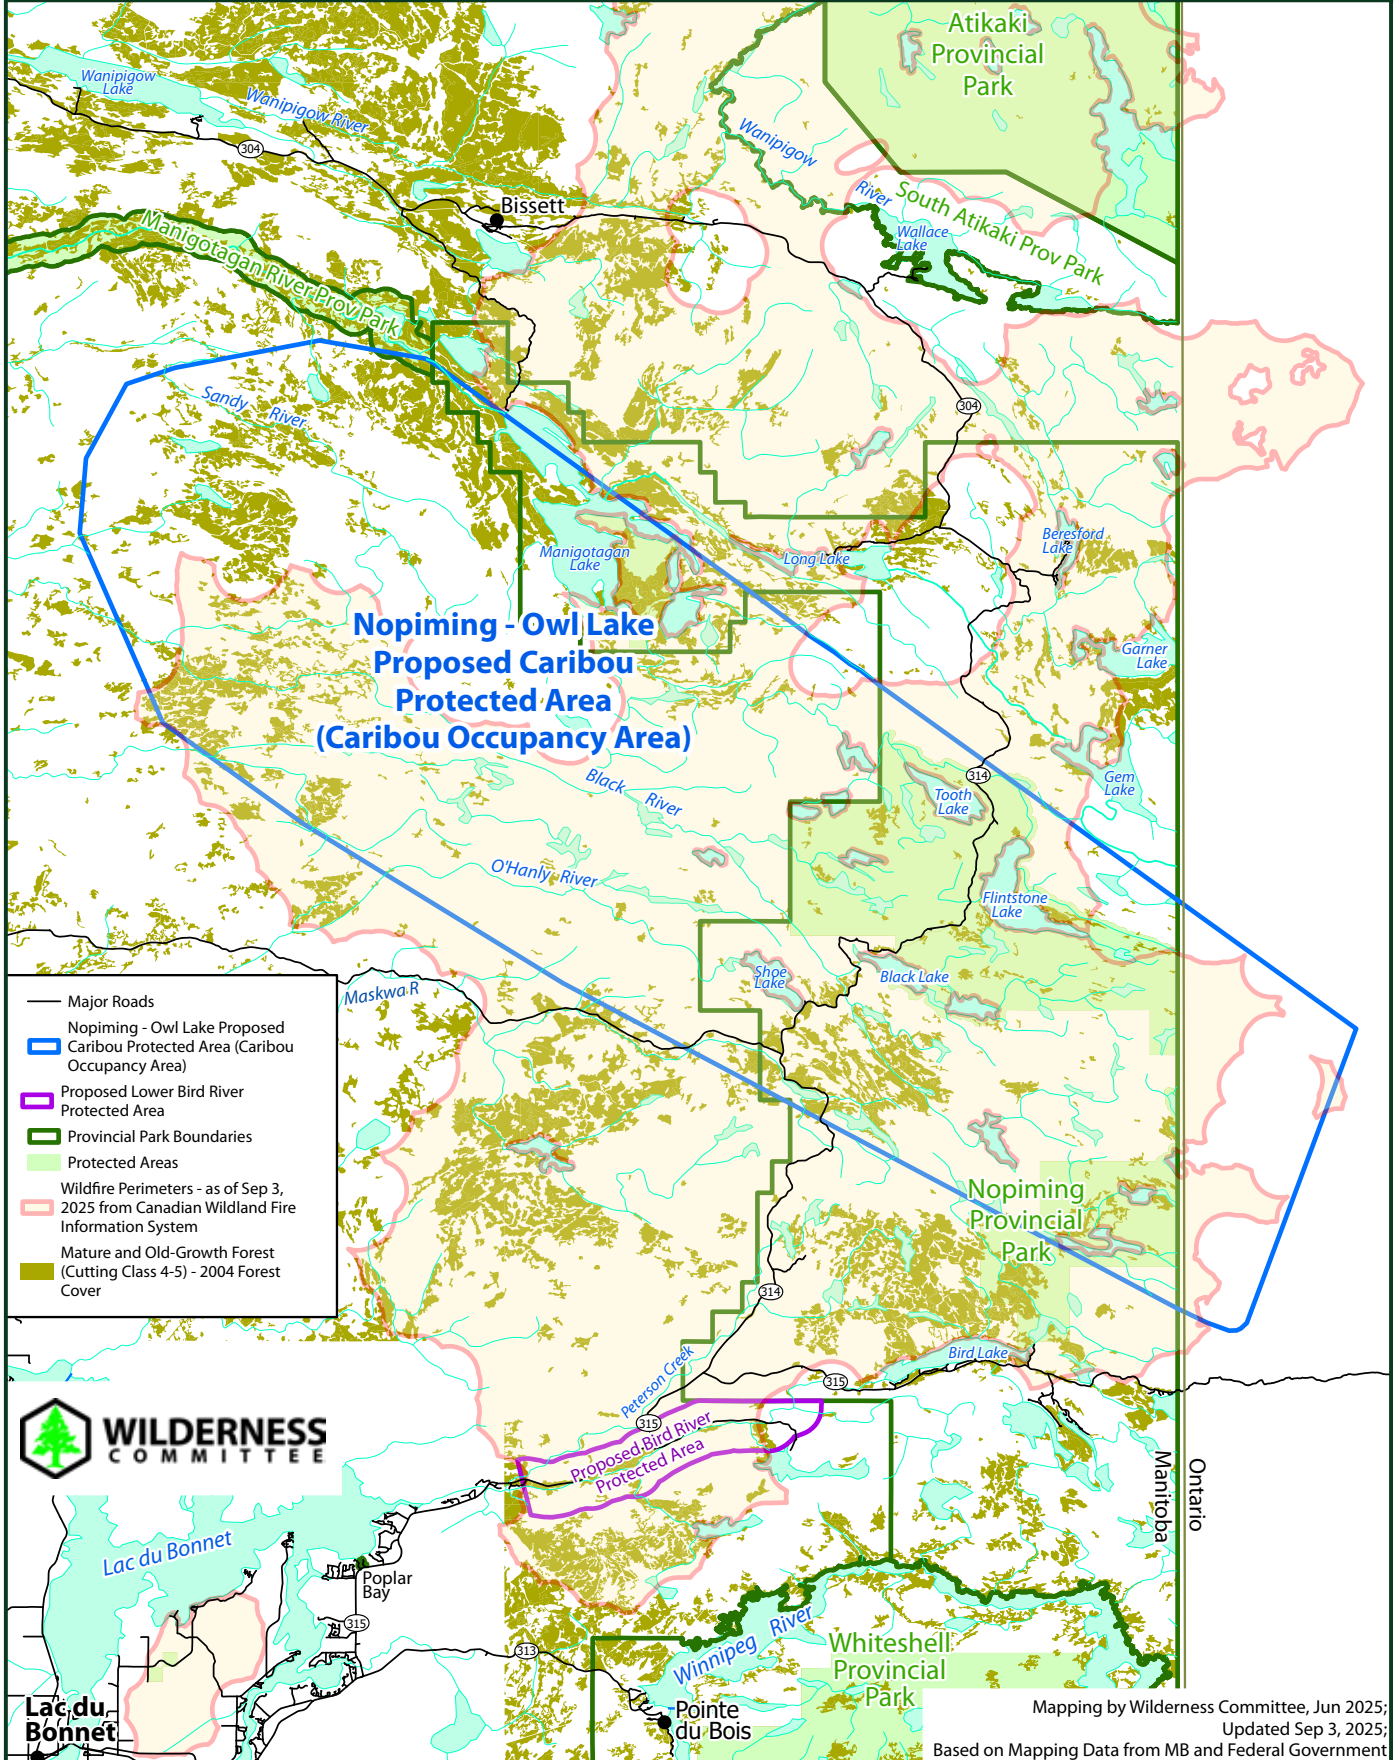 Atikaki
Provincial
Park
Wanipigow
Lake
Wanipigow River
304
Wanipigow
River
Bissett
South Atikaki Prov Park
Wallace
Lake
Manigotagan River Prov Park
Sandy River
304
Manigotagan
Lake
Long Lake
Beresford
Lake
Nopiming - Owl Lake
Proposed Caribou
Protected Area
(Caribou Occupancy Area)
Garner
Lake
Black River
314
Tooth
Lake
Gem
Lake
O'Hanly River
Flintstone
Lake
Shoe
Lake
Black Lake
Maskwa R
Major Roads
Nopiming - Owl Lake Proposed
Caribou Protected Area (Caribou
Occupancy Area)
Proposed Lower Bird River
Protected Area
Provincial Park Boundaries
Protected Areas
Wildfire Perimeters - as of Sep 3,
2025 from Canadian Wildland Fire
Information System
Mature and Old-Growth Forest
(Cutting Class 4-5) - 2004 Forest
Cover
Nopiming
Provincial
Park
314
Bird Lake
Peterson Creek
315
315
Proposed Bird River
Protected Area
WILDERNESS
COMMITTEE
Manitoba
Ontario
Lac du Bonnet
Poplar
Bay
315
313
Winnipeg River
Whiteshell
Provincial
Park
Pointe
du Bois
Lac du
Bonnet
Mapping by Wilderness Committee, Jun 2025;
Updated Sep 3, 2025;
Based on Mapping Data from MB and Federal Government